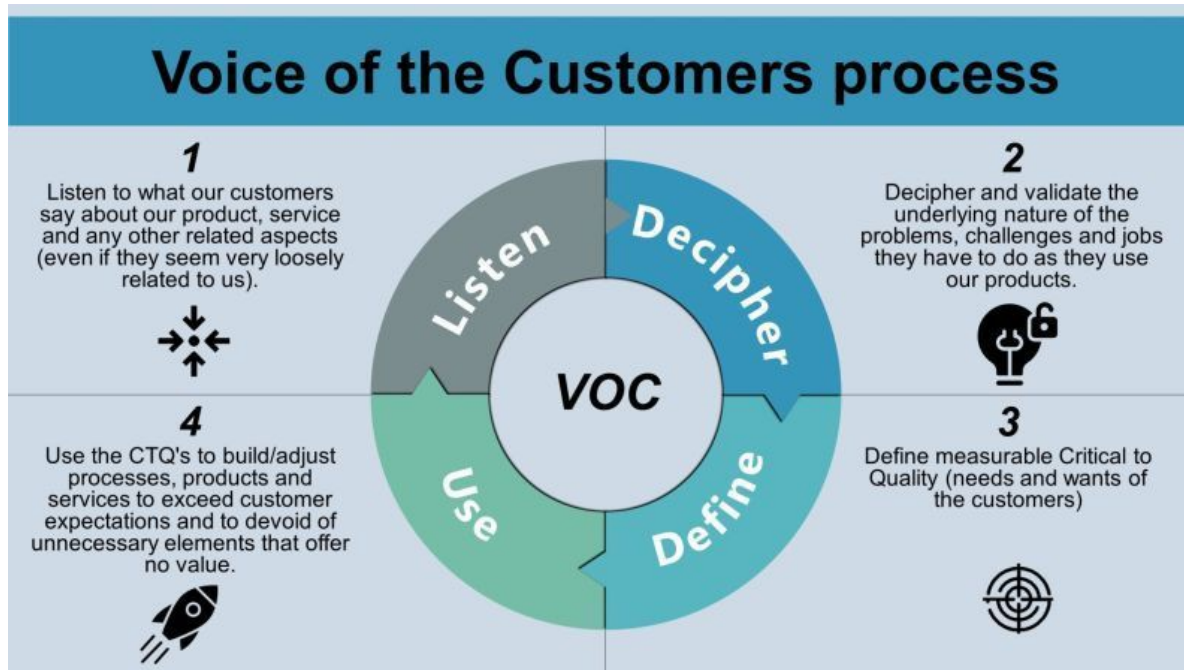 Voice of the Customers process
1
Listen to what our customers
say about our product, service
and any other related aspects
(even if they seem very loosely
related to us).
2
Decipher and validate the
underlying nature of the
problems, challenges and jobs
they have to do as they use
our products.
Listen
Decipher
VOC
Use
Define
4
Use the CTQ's to build/adjust
processes, products and
services to exceed customer
expectations and to devoid of
unnecessary elements that offer
no value.
3
Define measurable Critical to
Quality (needs and wants of
the customers)